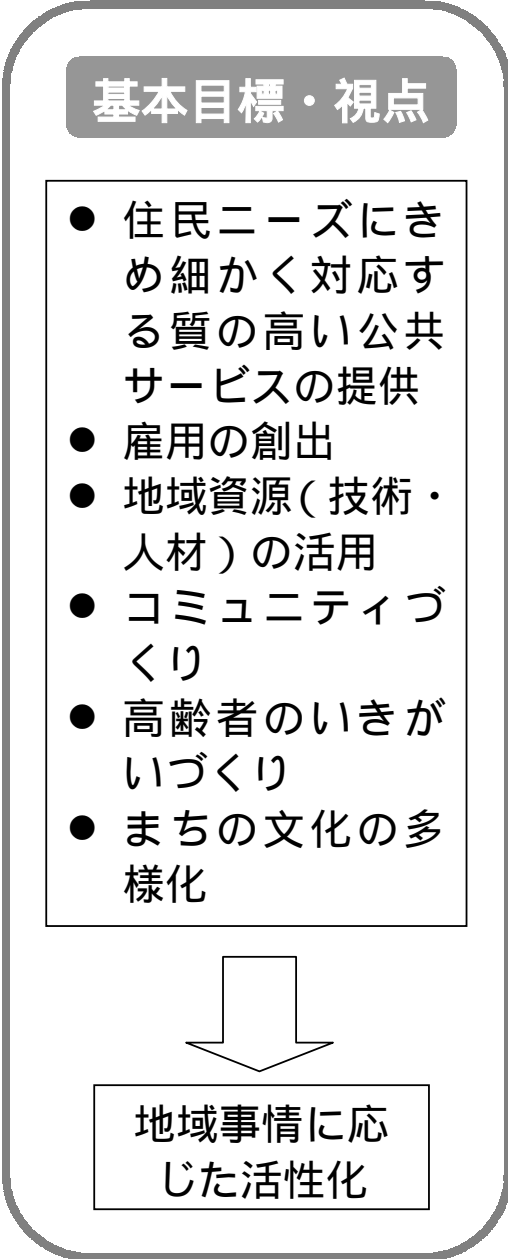 基本目標・視点
● 住民ニーズにき
め細かく対応す
る質の高い公共
サービスの提供
● 雇用の創出
● 地域資源（技術・
人材）の活用
● コミュニティづ
くり
● 高齢者のいきが
いづくり
● まちの文化の多
様化
地域事情に応
じた活性化